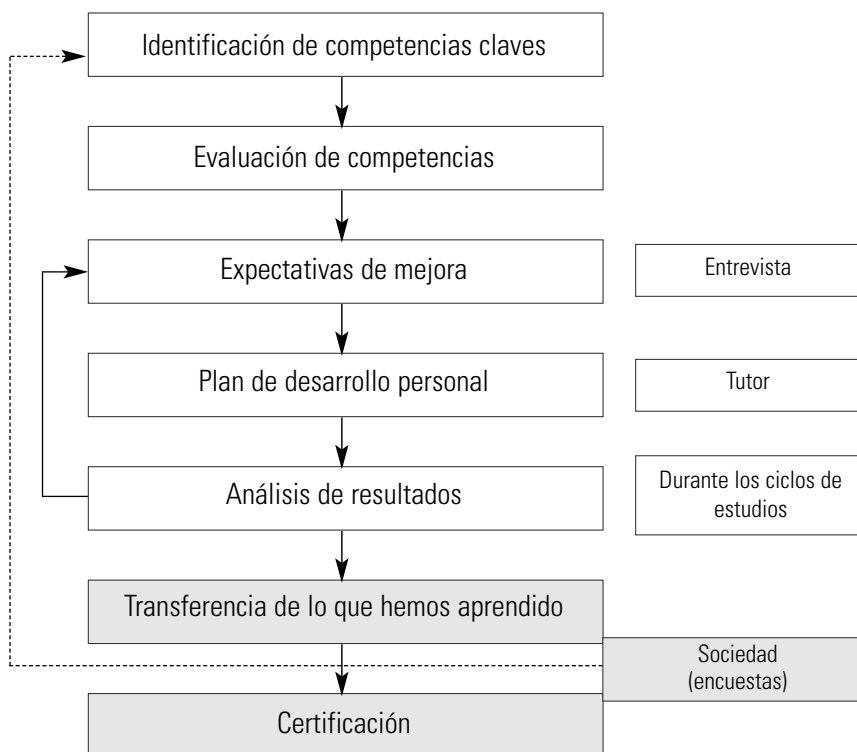 Identificación de competencias claves
Evaluación de competencias
Expectativas de mejora
Entrevista
Plan de desarrollo personal
Tutor
Análisis de resultados
Durante los ciclos de
estudios
Transferencia de lo que hemos aprendido
Sociedad
(encuestas)
Certificación